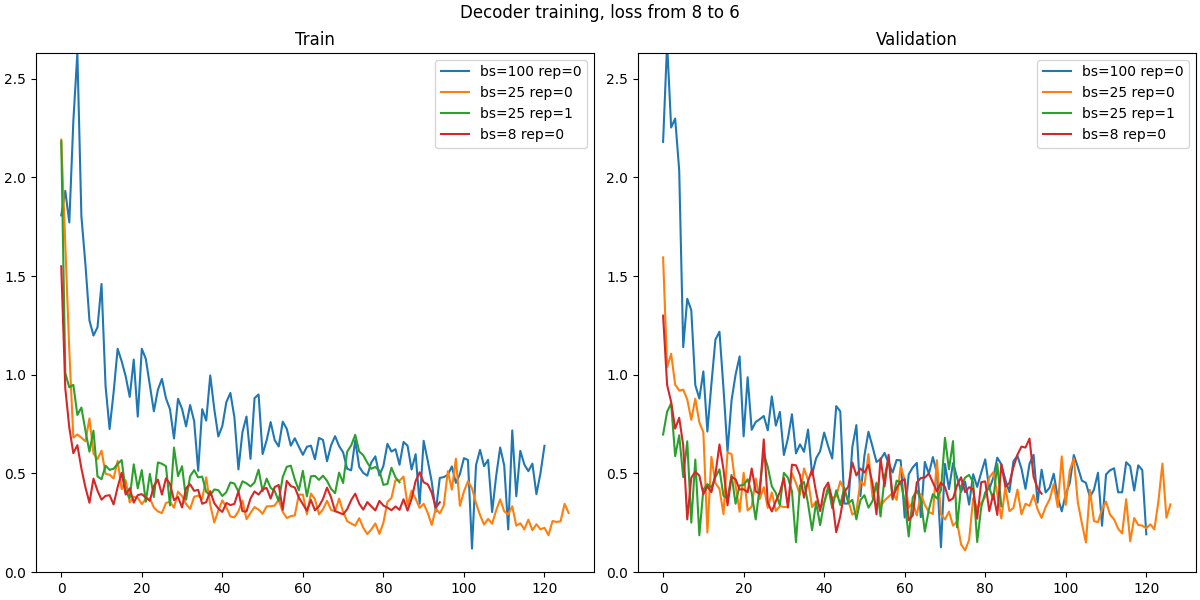 Decoder training, loss from 8 to 6
Train
Validation
2.5
2.0
1.5
1.0
0.5
0.0
0 20 40 60 80 100 120
bs=100 rep=0
bs=25 rep=0
bs=25 rep=1
bs=8 rep=0
2.5
2.0
1.5
1.0
0.5
0.0
0 20 40 60 80 100 120
bs=100 rep=0
bs=25 rep=0
bs=25 rep=1
bs=8 rep=0